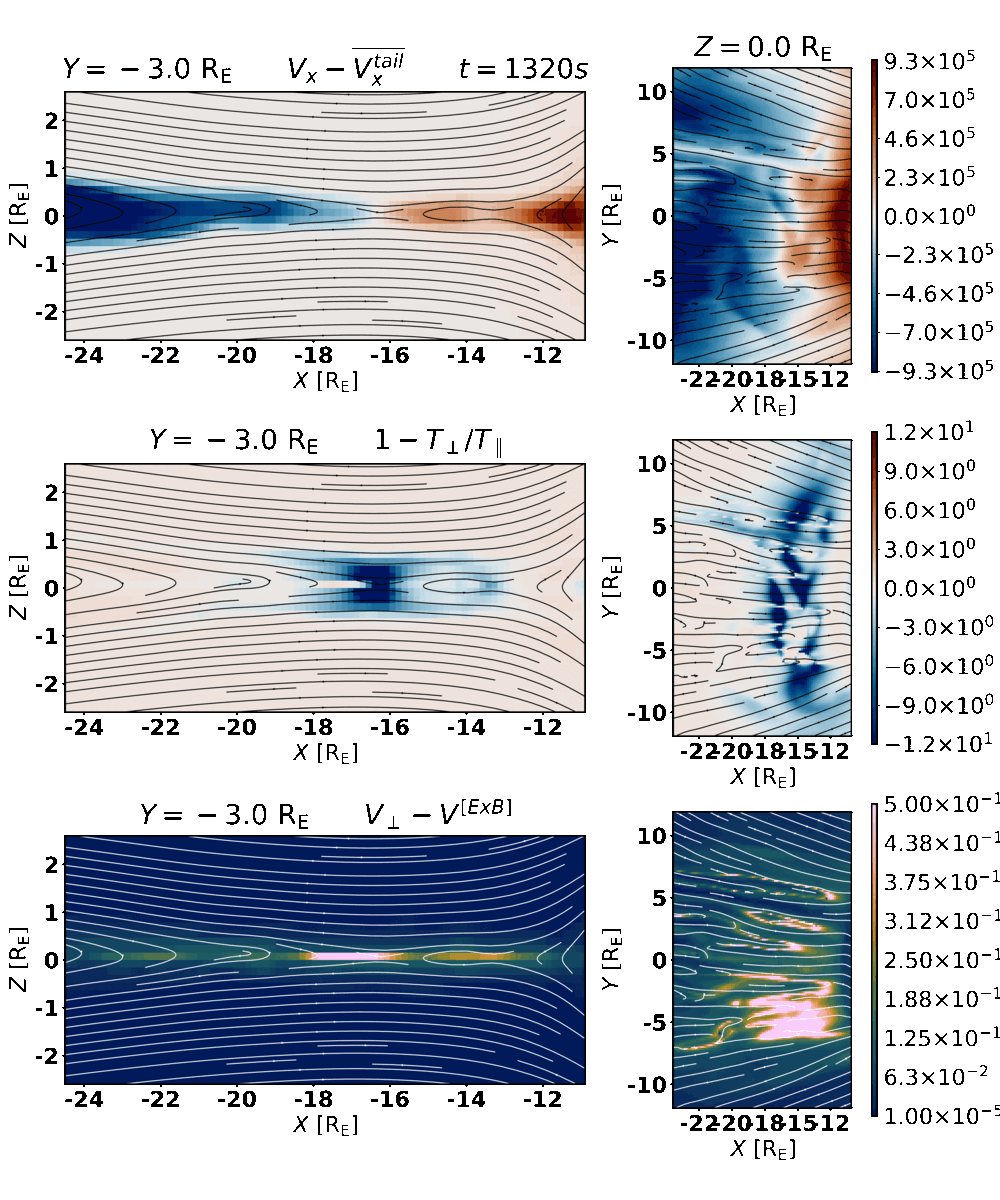 Y = − 3.0 R_E V_x − \overline{V_x^{tail}} t = 1320s
Z = 0.0 R_E
2
1
0
-1
-2
Z [R_E]
-24 -22 -20 -18 -16 -14 -12
X [R_E]
10
5
0
-5
-10
Y [R_E]
-22 -20 -18 -15 -12
X [R_E]
9.3×10^5
7.0×10^5
4.6×10^5
2.3×10^5
0.0×10^0
−2.3×10^5
−4.6×10^5
−7.0×10^5
−9.3×10^5
Y = − 3.0 R_E 1 − T_⊥/T_∥
2
1
0
-1
-2
Z [R_E]
-24 -22 -20 -18 -16 -14 -12
X [R_E]
10
5
0
-5
-10
Y [R_E]
-22 -20 -18 -15 -12
X [R_E]
1.2×10^1
9.0×10^0
6.0×10^0
3.0×10^0
0.0×10^0
−3.0×10^0
−6.0×10^0
−9.0×10^0
−1.2×10^1
Y = − 3.0 R_E V_⊥ − V^{[ExB]}
2
1
0
-1
-2
Z [R_E]
-24 -22 -20 -18 -16 -14 -12
X [R_E]
10
5
0
-5
-10
Y [R_E]
-22 -20 -18 -15 -12
X [R_E]
5.00×10^{−1}
4.38×10^{−1}
3.75×10^{−1}
3.12×10^{−1}
2.50×10^{−1}
1.88×10^{−1}
1.25×10^{−1}
6.3×10^{−2}
1.00×10^{−5}